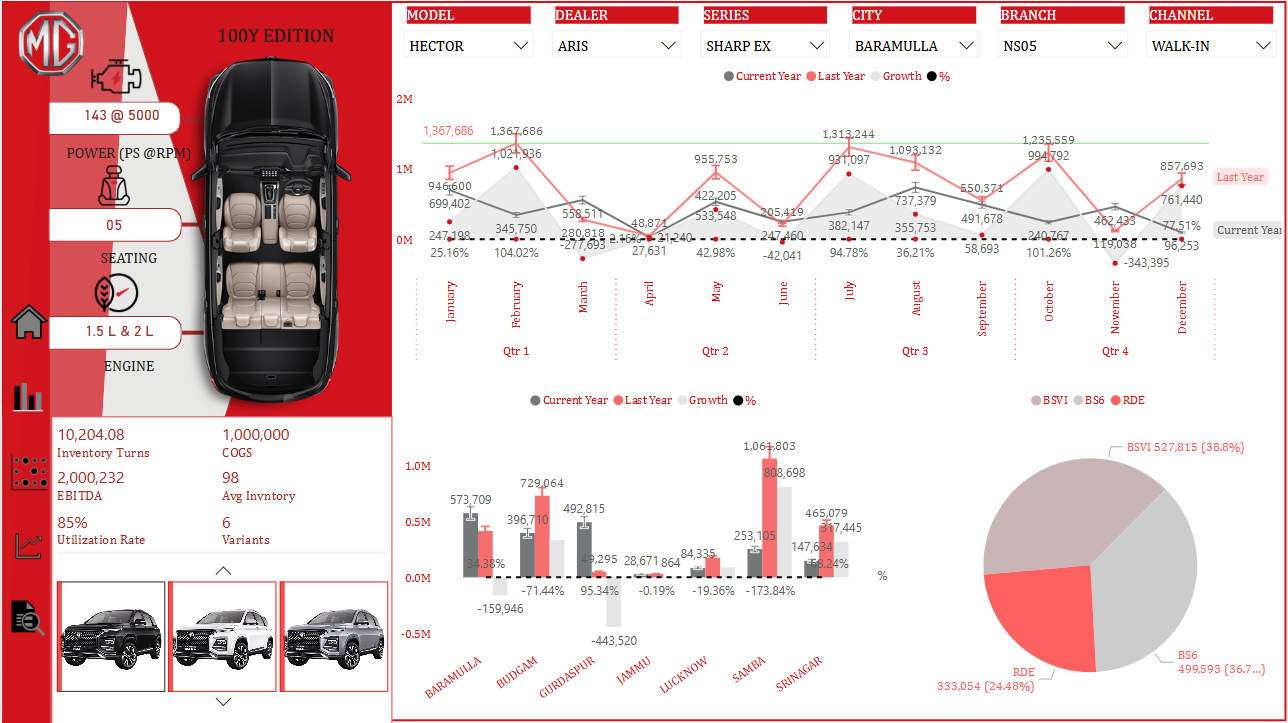 MG
100Y EDITION
143 @ 5000
POWER (PS @RPM)
05
SEATING
1.5 L & 2 L
ENGINE
10,204.08
Inventory Turns
1,000,000
COGS
2,000,232
EBITDA
98
Avg Invntory
85%
Utilization Rate
6
Variants
MODEL
HECTOR
DEALER
ARIS
SERIES
SHARP EX
CITY
BARAMULLA
BRANCH
NS05
CHANNEL
WALK-IN
Current Year Last Year Growth %
2M
1M
0M
1,367,686
946,600
699,402
247,198
25.16%
1,367,686
1,021,936
345,750
104.02%
558,511
280,818
-277,693
48,871
2.16%
21,240
27,631
955,753
422,205
533,548
42.98%
205,419
247,460
-42,041
1,313,244
931,097
382,147
94.78%
1,093,132
737,379
355,753
36.21%
550,371
491,678
58,693
1,235,559
994,792
240,767
101.26%
462,433
119,038
-343,395
857,693
761,440
77.51%
96,253
Last Year
Current Year
January
February
March
April
May
June
July
August
September
October
November
December
Qtr 1
Qtr 2
Qtr 3
Qtr 4
Current Year Last Year Growth %
1.0M
0.5M
0.0M
-0.5M
573,709
34.38%
-159,946
396,710
729,064
-71.44%
492,815
49,295
95.34%
-443,520
28,671
864
-0.19%
84,335
-19.36%
253,105
1,061,803
808,698
-173.84%
147,634
465,079
317,445
-68.24%
%
BARAMULLA
BUDGAM
GURDASPUR
JAMMU
LUCKNOW
SAMBA
SRINAGAR
BSVI BS6 RDE
BSVI 527,815 (38.8%)
BS6
499,593 (36.7...)
RDE
333,054 (24.48%)